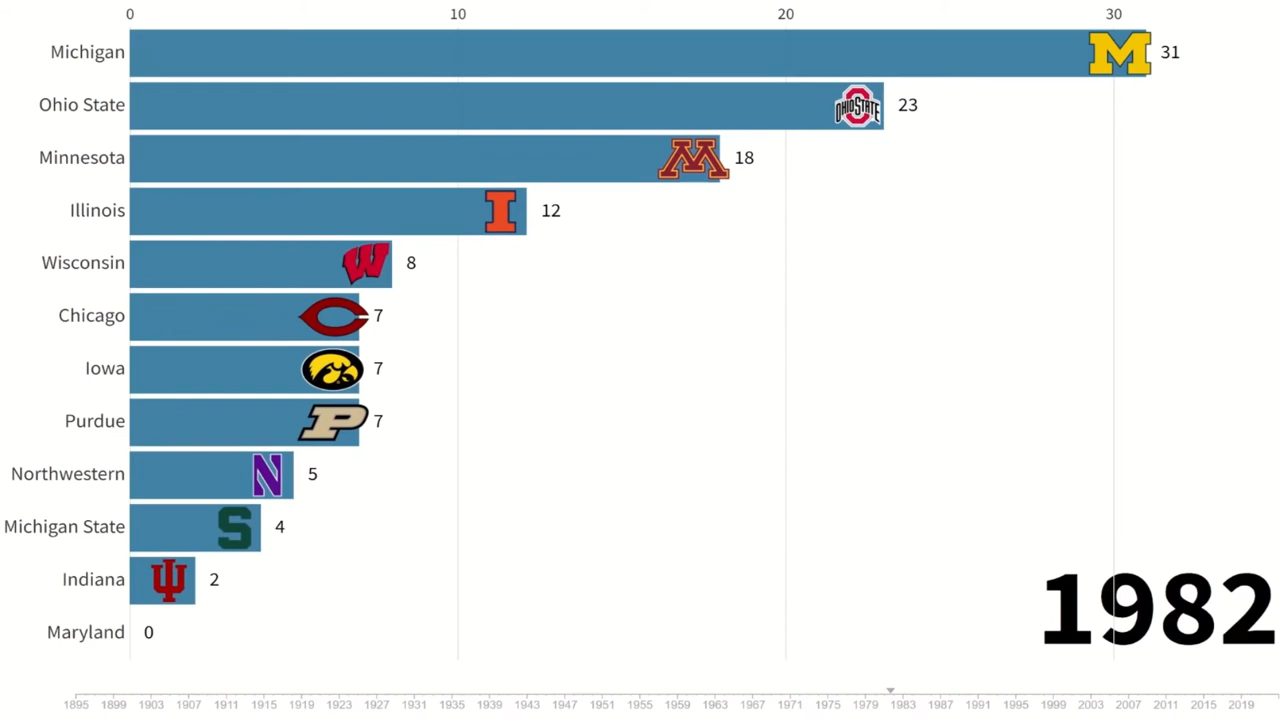 0 10 20 30
Michigan 31
Ohio State OHIO STATE 23
Minnesota 18
Illinois 12
Wisconsin W 8
Chicago 7
Iowa 7
Purdue P 7
Northwestern N 5
Michigan State S 4
Indiana 2
Maryland 0
1982
1895 1899 1903 1907 1911 1915 1919 1923 1927 1931 1935 1939 1943 1947 1951 1955 1959 1963 1967 1971 1975 1979 1983 1987 1991 1995 1999 2003 2007 2011 2015 2019